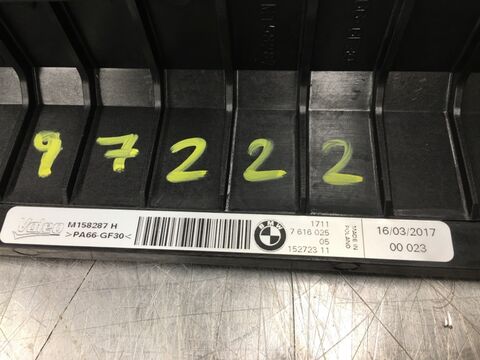 97222
Valeo
M158287 H
>PA66-GF30<
BMW
1711
7 616 025
05
152723 11
MADE IN
POLAND
16/03/2017
00 023